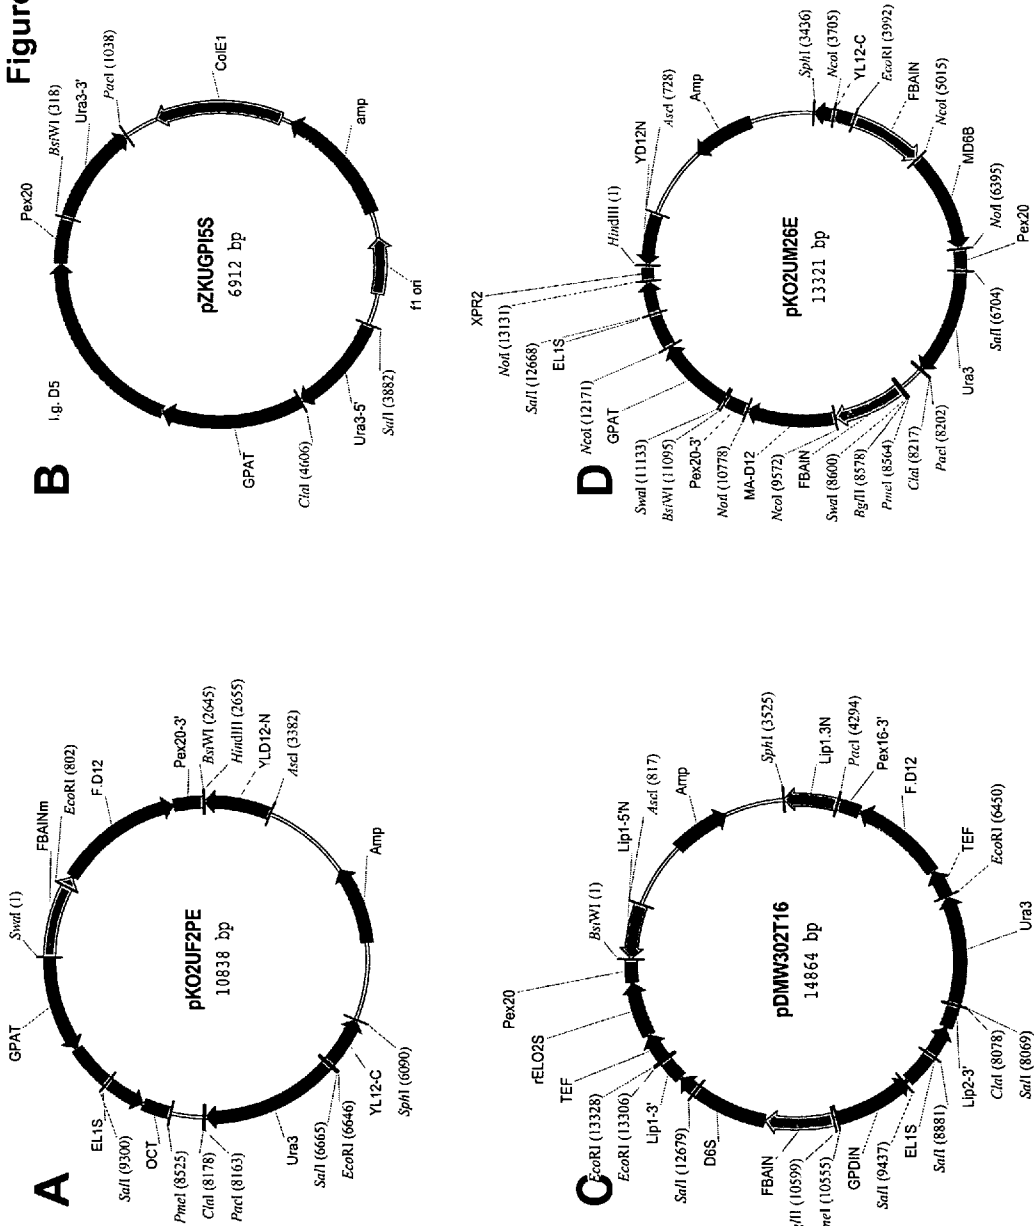 Figure
A
SwaI (1)
FBAINm
EcoRI (802)
F.D12
Pex20-3'
BsiWI (2645)
HindIII (2655)
YLD12-N
AscI (3382)
Amp
SphI (6090)
YL12-C
EcoRI (6646)
SalI (6665)
Ura3
PacI (8163)
ClaI (8178)
PmeI (8525)
OCT
SalI (9300)
EL1S
GPAT
pKO2UF2PE
10838 bp
B
Pex20
BsiWI (318)
Ura3-3'
PacI (1038)
ColE1
amp
f1 ori
SalI (3882)
Ura3-5'
ClaI (4606)
GPAT
I.g. D5
pZKUGPI5S
6912 bp
C
Pex20
BsiWI (1)
Lip1-5'N
AscI (817)
Amp
SphI (3525)
Lip1.3N
PacI (4294)
Pex16-3'
F.D12
TEF
EcoRI (6450)
Ura3
SalI (8069)
ClaI (8078)
Lip2-3'
SalI (8881)
EL1S
SalI (9437)
GPDIN
meI (10555)
glII (10599)
FBAIN
D6S
SalI (12679)
Lip1-3'
EcoRI (13306)
EcoRI (13328)
TEF
rELO2S
pDMW302T16
14864 bp
D
XPR2
HindIII (1)
YD12N
AscI (728)
Amp
SphI (3436)
NcoI (3705)
YL12-C
EcoRI (3992)
FBAIN
NcoI (5015)
MD6B
NotI (6395)
Pex20
SalI (6704)
Ura3
PacI (8202)
ClaI (8217)
PmeI (8564)
BglII (8578)
SwaI (8600)
FBAIN
NcoI (9572)
MA-D12
NotI (10778)
Pex20-3'
BsiWI (11095)
SwaI (11133)
GPAT
NcoI (12171)
EL1S
SalI (12668)
NotI (13131)
pKO2UM26E
13321 bp